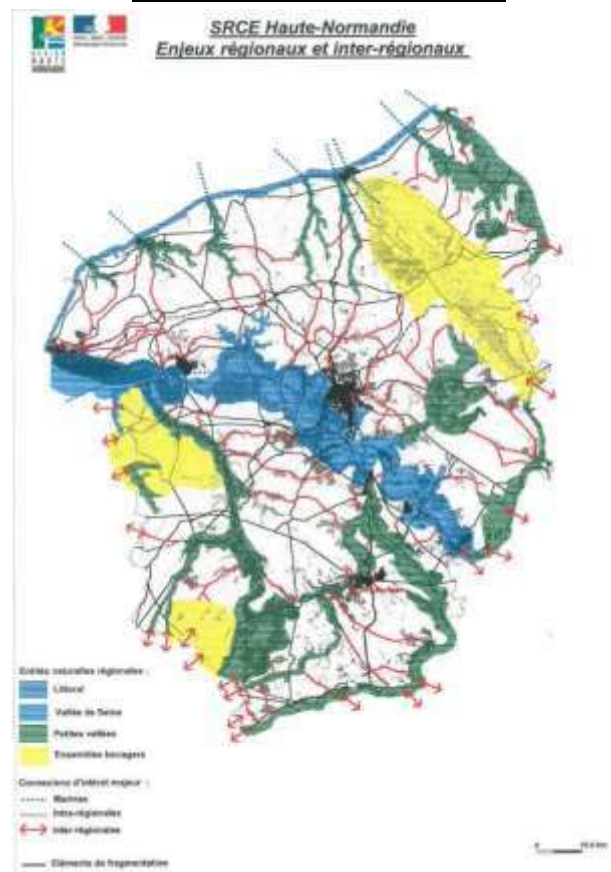 SRCE Haute-Normandie
Enjeux régionaux et inter-régionaux
Entités naturelles régionales :
Littoral
Vallée de Seine
Petites vallées
Ensembles bocagers
Connexions d'intérêt majeur :
Marines
Intra-régionales
Inter-régionales
Eléments de fragmentation